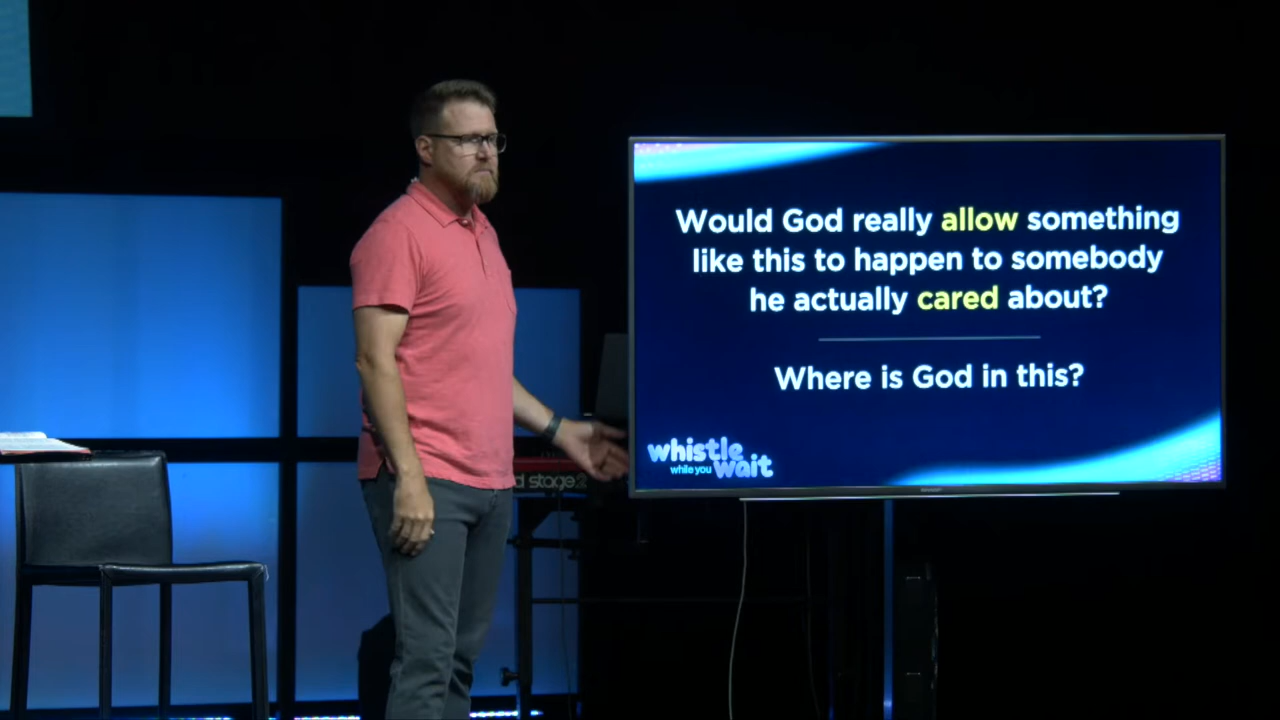 Would God really allow something
like this to happen to somebody
he actually cared about?
Where is God in this?
whistle
while you
wait
d stage2